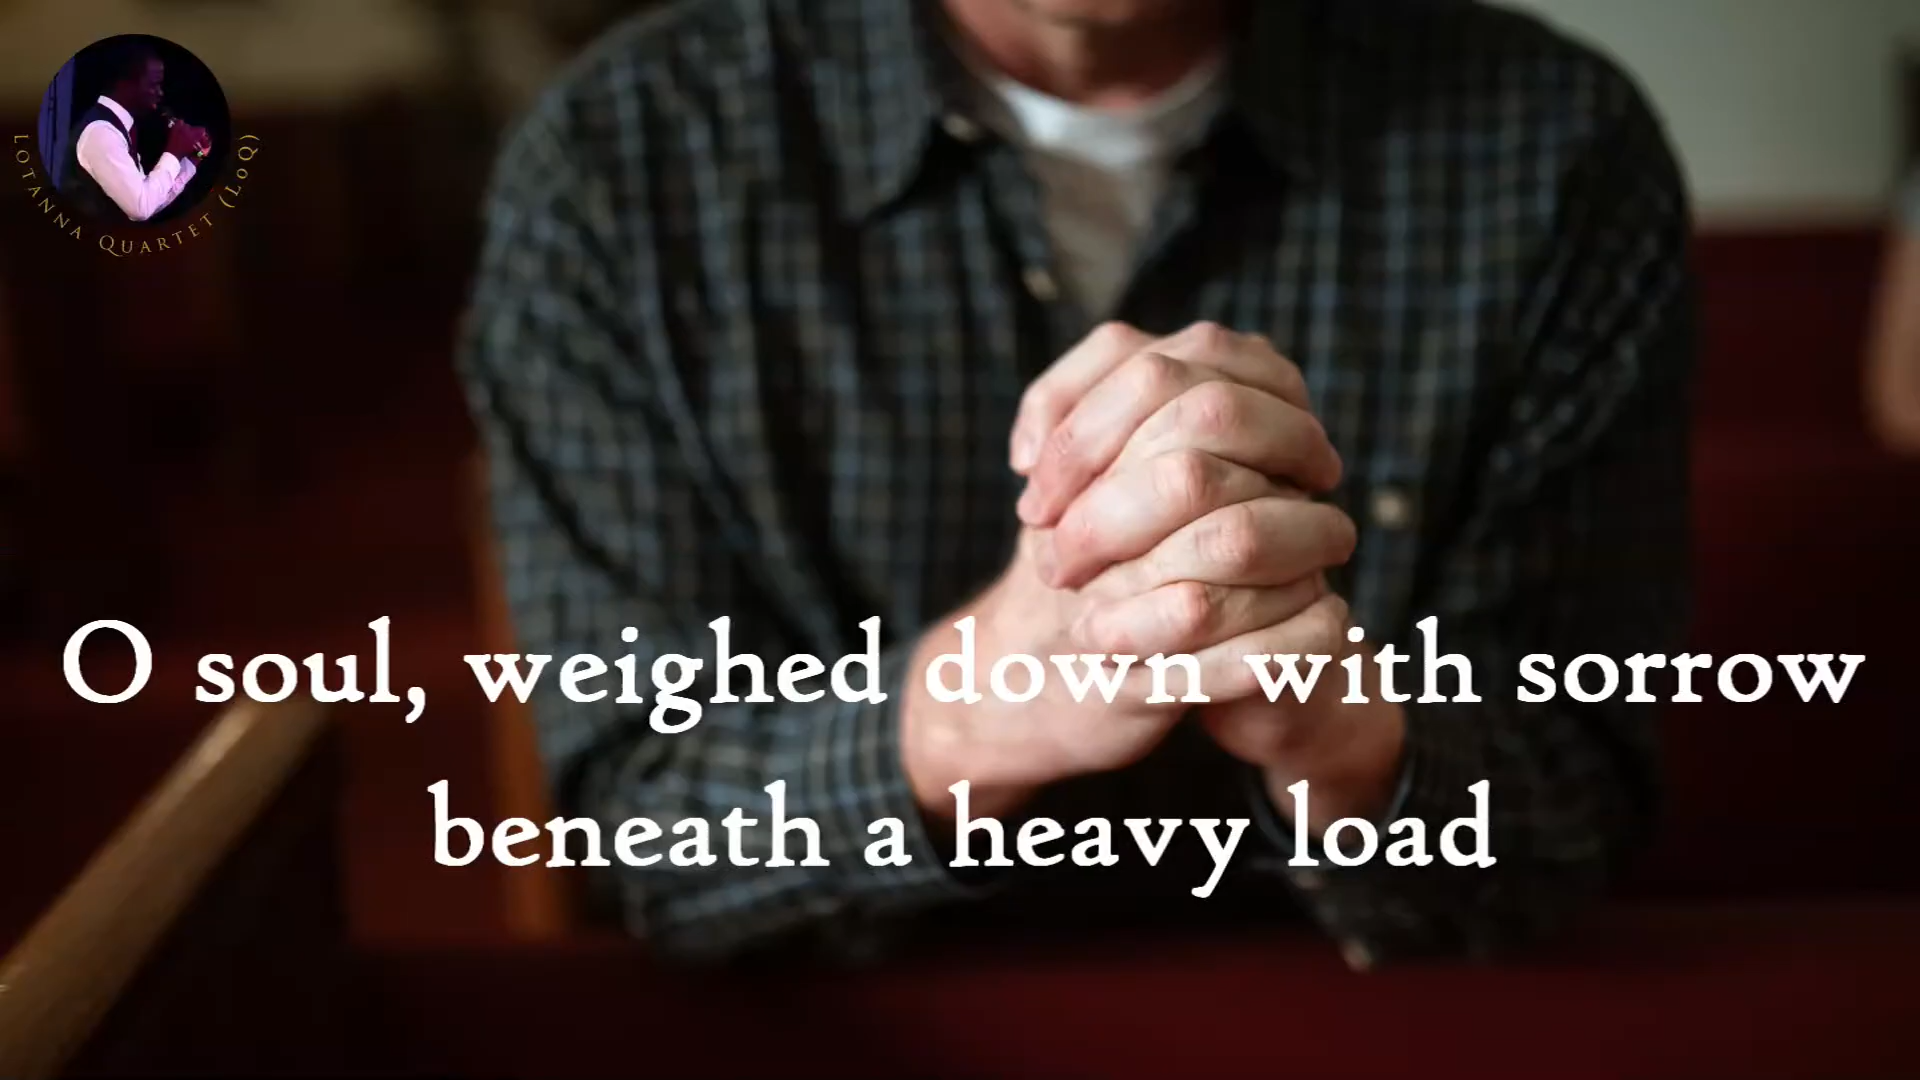 LOTANNA QUARTET (LOQ)
O soul, weighed down with sorrow
beneath a heavy load